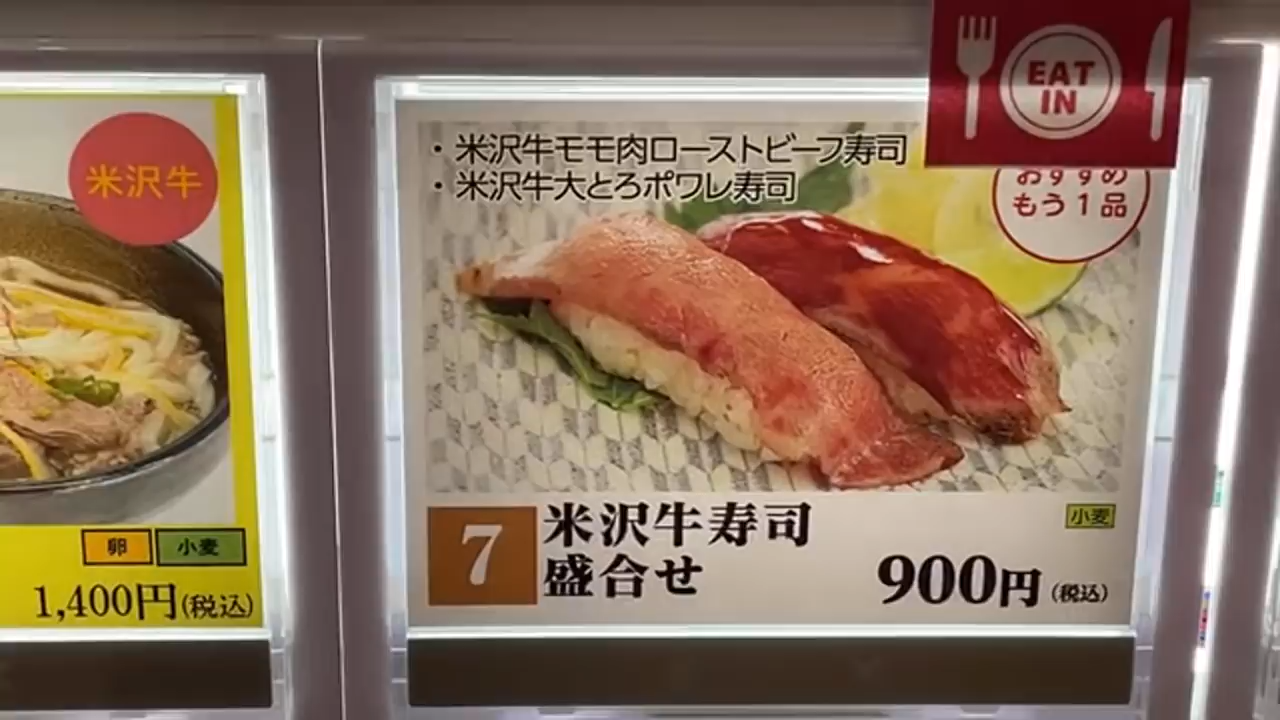 米沢牛
卵
小麦
1,400円(税込)
EAT
IN
・米沢牛モモ肉ローストビーフ寿司
・米沢牛大とろポワレ寿司
おすすめ
もう1品
7
米沢牛寿司
盛合せ
小麦
900円(税込)